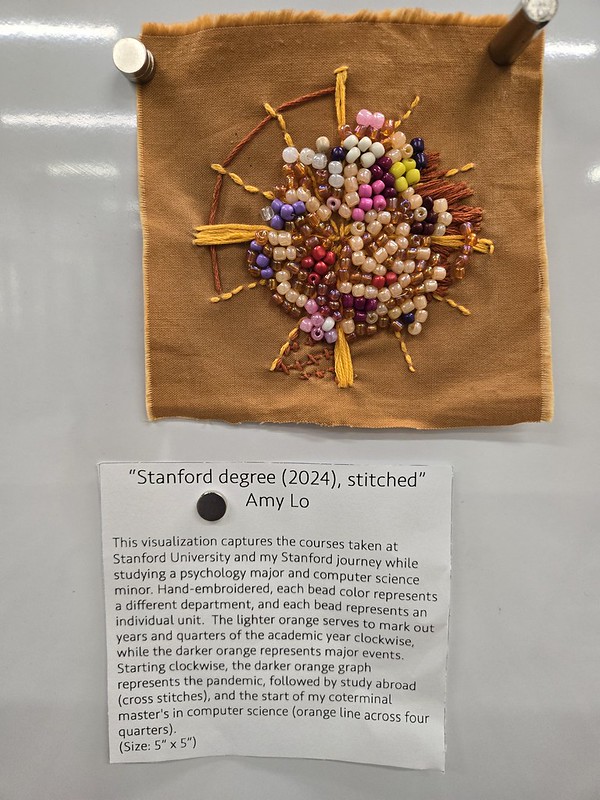 “Stanford degree (2024), stitched”
Amy Lo
This visualization captures the courses taken at
Stanford University and my Stanford journey while
studying a psychology major and computer science
minor. Hand-embroidered, each bead color represents
a different department, and each bead represents an
individual unit. The lighter orange serves to mark out
years and quarters of the academic year clockwise,
while the darker orange represents major events.
Starting clockwise, the darker orange graph
represents the pandemic, followed by study abroad
(cross stitches), and the start of my coterminal
master's in computer science (orange line across four
quarters).
(Size: 5” x 5”)